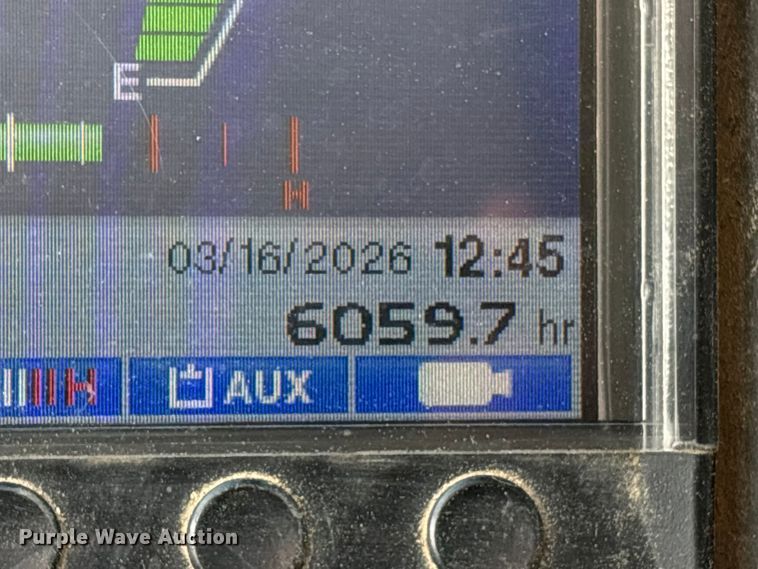 E
H
03/16/2026 12:45
6059.7 hr
H AUX
Purple Wave Auction